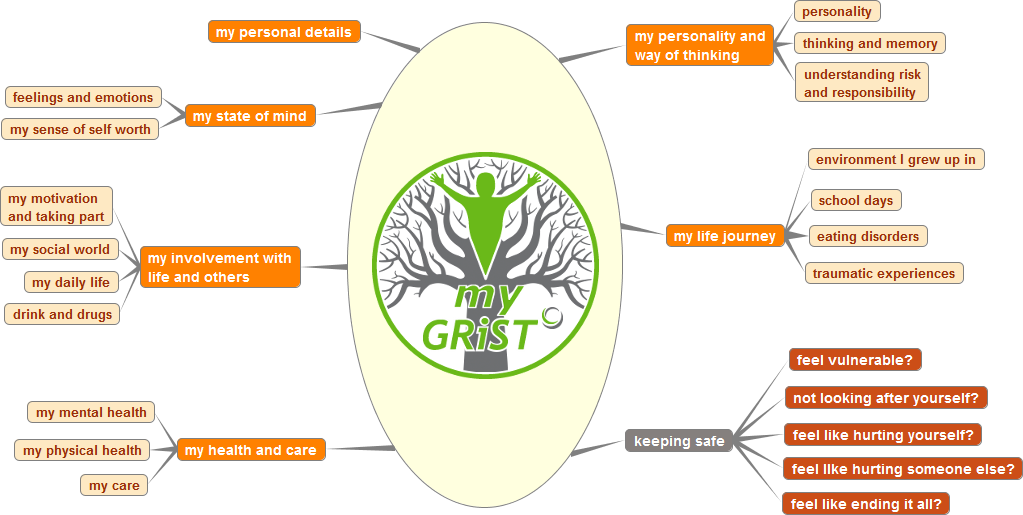 my personal details
my state of mind
feelings and emotions
my sense of self worth
my involvement with
life and others
my motivation
and taking part
my social world
my daily life
drink and drugs
my health and care
my mental health
my physical health
my care
my
GRiST
my personality and
way of thinking
personality
thinking and memory
understanding risk
and responsibility
my life journey
environment I grew up in
school days
eating disorders
traumatic experiences
keeping safe
feel vulnerable?
not looking after yourself?
feel like hurting yourself?
feel lIke hurting someone else?
feel like ending it all?